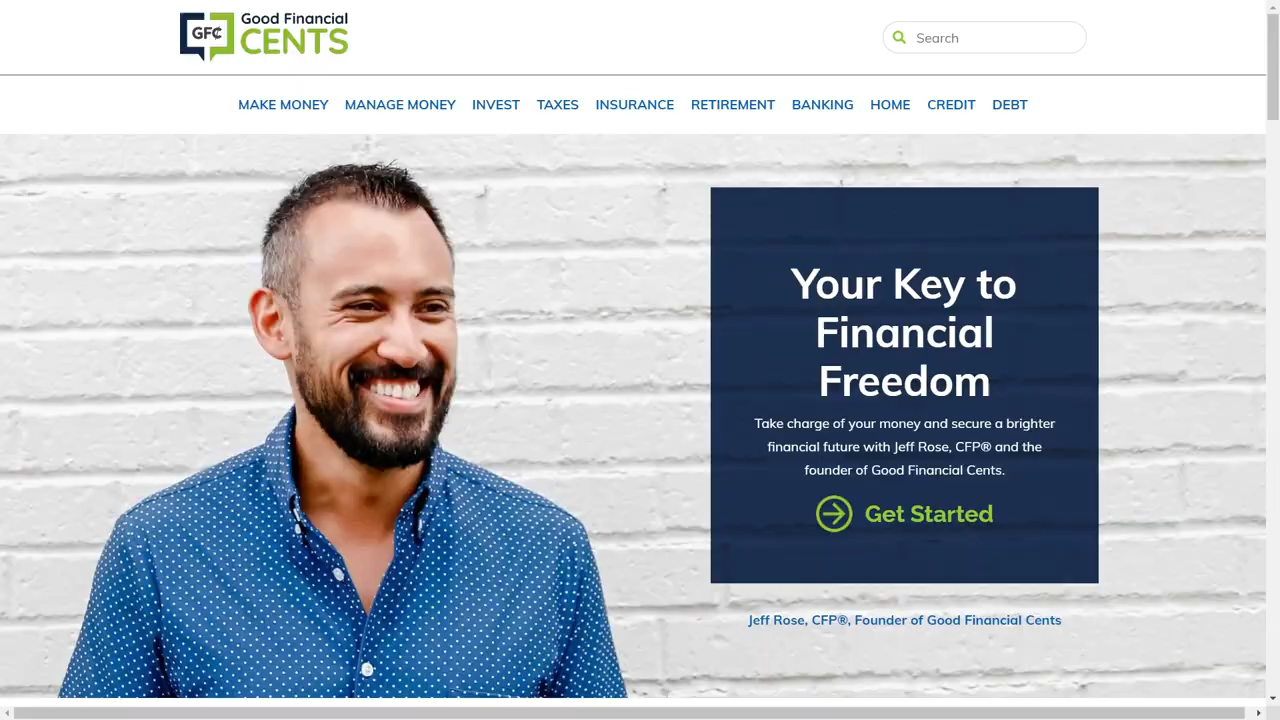 GFC
Good Financial
CENTS
Search
MAKE MONEY MANAGE MONEY INVEST TAXES INSURANCE RETIREMENT BANKING HOME CREDIT DEBT
Your Key to
Financial
Freedom
Take charge of your money and secure a brighter
financial future with Jeff Rose, CFP® and the
founder of Good Financial Cents.
Get Started
Jeff Rose, CFP®, Founder of Good Financial Cents